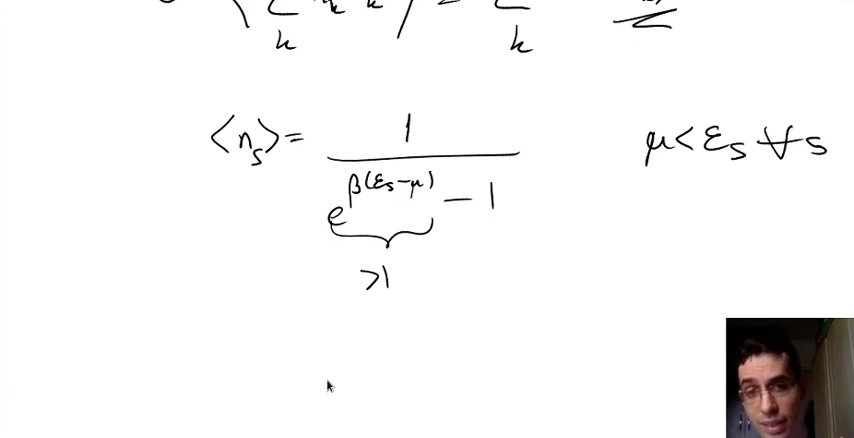 k k
⟨n_s⟩ = 1 / (e^{β(ε_s-μ)} - 1) μ < ε_s ∀ s
>1